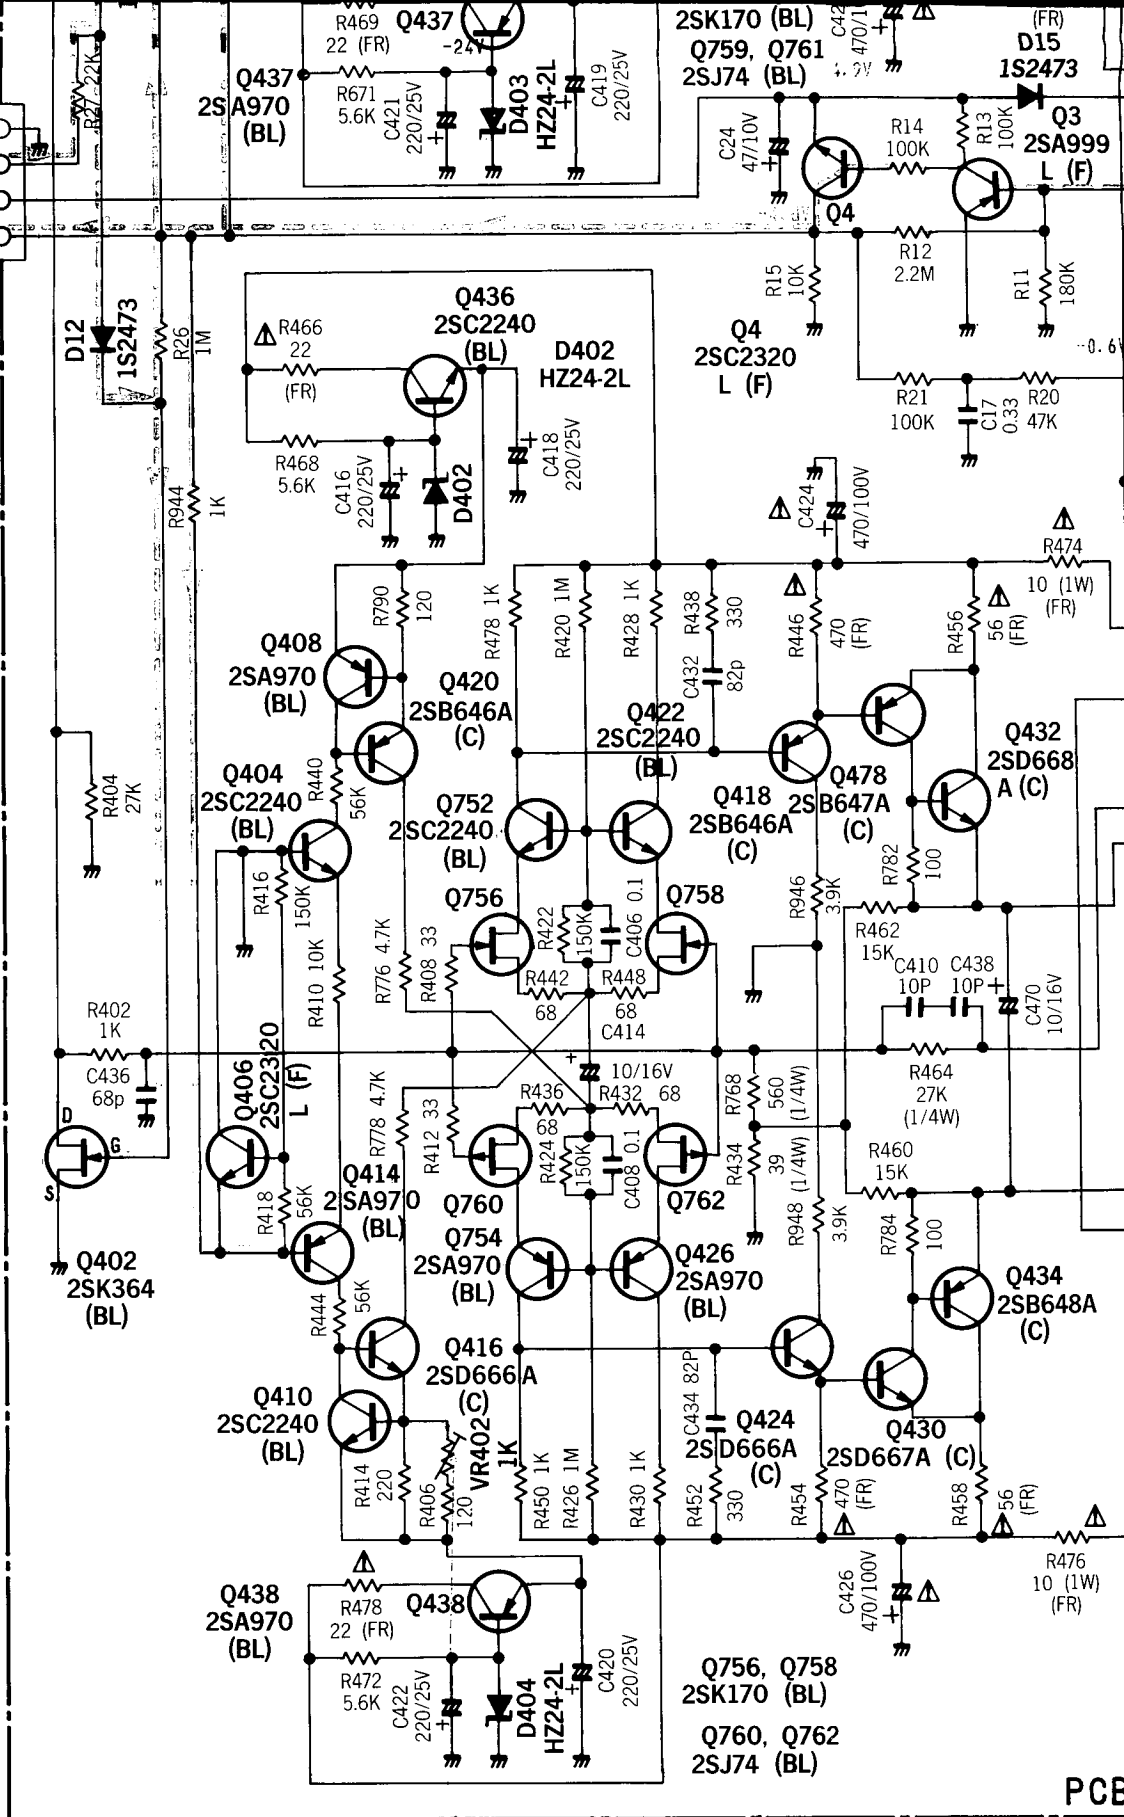 R469
22 (FR)
Q437
-24V
2SK170 (BL)
Q759, Q761
2SJ74 (BL)
470/1
4.9V
(FR)
D15
1S2473
R27 22K
Q437
2SA970
(BL)
R671
5.6K
C421
220/25V
D403
HZ24-2L
C419
220/25V
C24
47/10V
R14
100K
R13
100K
Q3
2SA999
L (F)
Q4
R12
2.2M
R15
10K
R11
180K
Q4
2SC2320
L (F)
-0.6V
D12
1S2473
R26
1M
R466
22
(FR)
Q436
2SC2240
(BL)
D402
HZ24-2L
R21
100K
C17
0.33
R20
47K
R468
5.6K
C416
220/25V
D402
C418
220/25V
R944
1K
C424
470/100V
R474
10 (1W)
(FR)
R790
120
R478 1K
R420 1M
R428 1K
R438
330
R446
470
(FR)
R456
56
(FR)
Q408
2SA970
(BL)
Q420
2SB646A
(C)
C432
82p
Q422
2SC2240
(BL)
Q432
2SD668
A (C)
R404
27K
Q404
2SC2240
(BL)
R440
56K
Q752
2SC2240
(BL)
Q418
2SB646A
(C)
Q478
2SB647A
(C)
R782
100
R416
150K
Q756
R422
150K
C406 0.1
Q758
R946
3.9K
R462
15K
R410 10K
R776 4.7K
R408 33
R442
68
R448
68
C414
C410
10P
C438
10P
C470
10/16V
R402
1K
C436
68p
Q406
2SC2320
L (F)
10/16V
R436
68
R432 68
R768
560
(1/4W)
R464
27K
(1/4W)
D
G
S
R778 4.7K
R412 33
R424
150K
C408 0.1
R434
39 (1/4W)
R460
15K
Q402
2SK364
(BL)
R418
56K
Q414
2SA970
(BL)
Q760
Q762
R948
3.9K
R784
100
Q754
2SA970
(BL)
Q426
2SA970
(BL)
Q434
2SB648A
(C)
R444
56K
Q416
2SD666A
(C)
Q410
2SC2240
(BL)
VR402
1K
C434 82P
Q424
2SD666A
(C)
Q430
2SD667A (C)
R414
220
R406
120
R450 1K
R426 1M
R430 1K
R452
330
R454
470
(FR)
R458
56
(FR)
R476
10 (1W)
(FR)
Q438
2SA970
(BL)
R478
22 (FR)
Q438
C426
470/100V
R472
5.6K
C422
220/25V
D404
HZ24-2L
C420
220/25V
Q756, Q758
2SK170 (BL)
Q760, Q762
2SJ74 (BL)
PCB